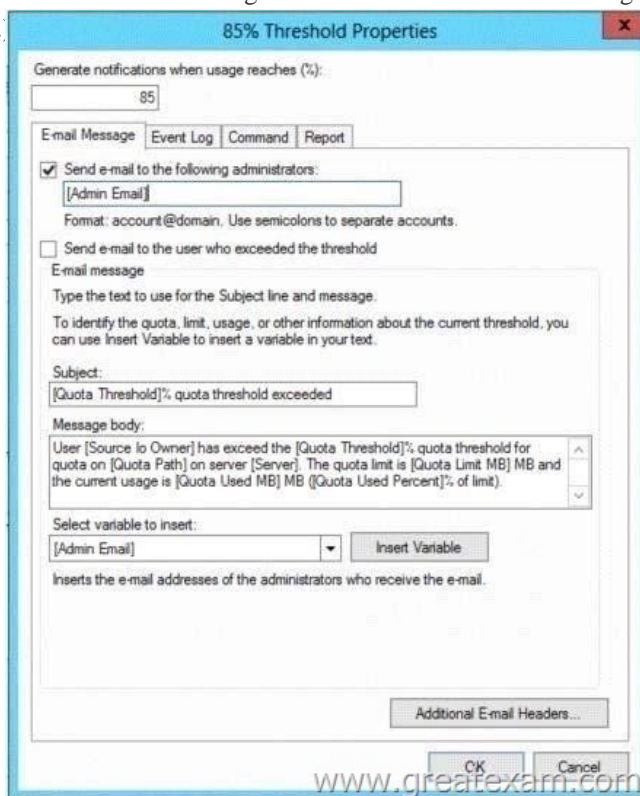 85% Threshold Properties
x
Generate notifications when usage reaches (%):
85
E-mail Message
Event Log
Command
Report
Send e-mail to the following administrators:
[Admin Email]
Format: account@domain. Use semicolons to separate accounts.
Send e-mail to the user who exceeded the threshold
E-mail message
Type the text to use for the Subject line and message.
To identify the quota, limit, usage, or other information about the current threshold, you
can use Insert Variable to insert a variable in your text.
Subject:
[Quota Threshold]% quota threshold exceeded
Message body:
User [Source Io Owner] has exceed the [Quota Threshold]% quota threshold for
quota on [Quota Path] on server [Server]. The quota limit is [Quota Limit MB] MB and
the current usage is [Quota Used MB] MB ([Quota Used Percent]% of limit).
Select variable to insert:
[Admin Email]
Insert Variable
Inserts the e-mail addresses of the administrators who receive the e-mail.
Additional E-mail Headers...
OK
Cancel
www.greatexam.com